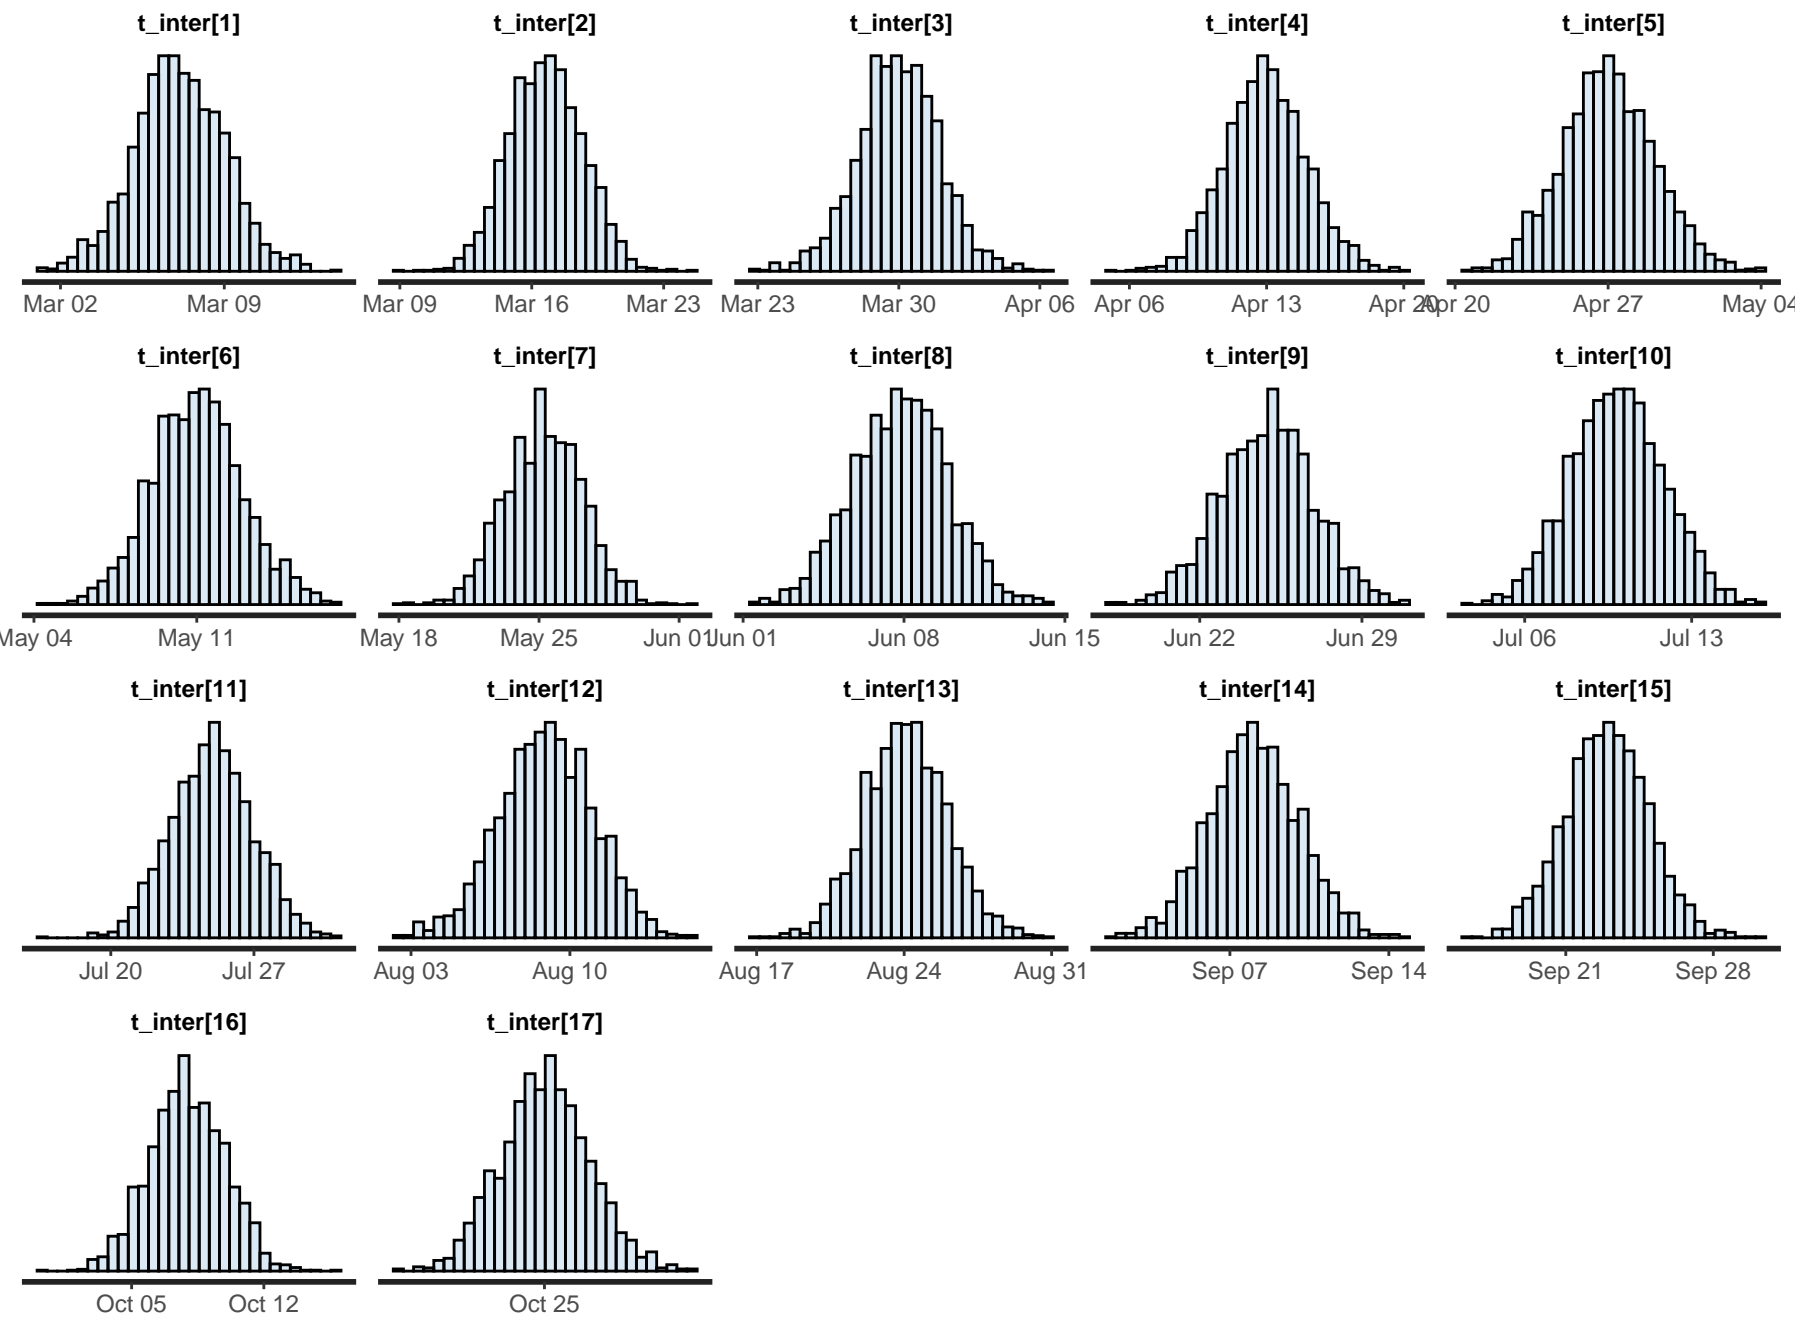 t_inter[1] t_inter[2] t_inter[3] t_inter[4] t_inter[5]
Mar 02 Mar 09 Mar 09 Mar 16 Mar 23 Mar 23 Mar 30 Apr 06 Apr 06 Apr 13 Apr 20 Apr 20 Apr 27 May 04
t_inter[6] t_inter[7] t_inter[8] t_inter[9] t_inter[10]
May 04 May 11 May 18 May 25 Jun 01 Jun 01 Jun 08 Jun 15 Jun 22 Jun 29 Jul 06 Jul 13
t_inter[11] t_inter[12] t_inter[13] t_inter[14] t_inter[15]
Jul 20 Jul 27 Aug 03 Aug 10 Aug 17 Aug 24 Aug 31 Sep 07 Sep 14 Sep 21 Sep 28
t_inter[16] t_inter[17]
Oct 05 Oct 12 Oct 25